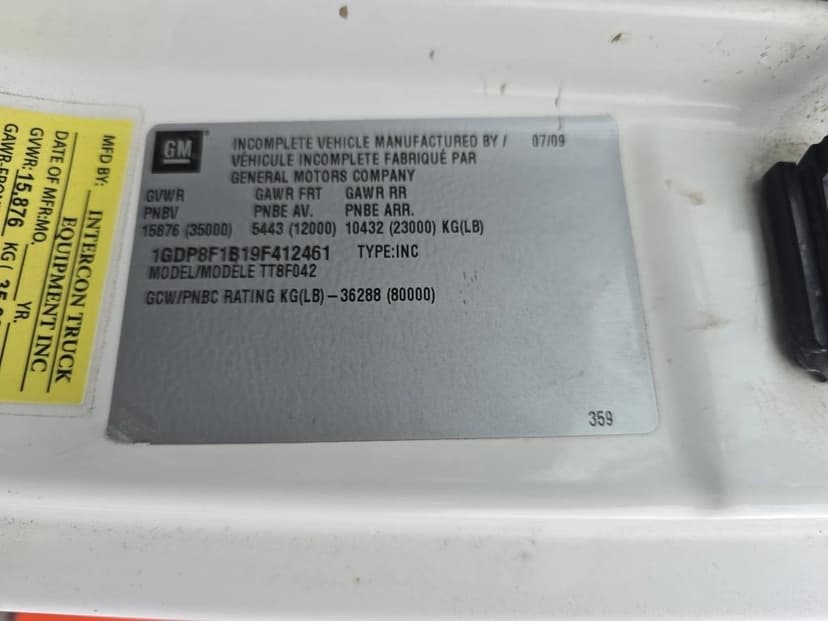 GM
INCOMPLETE VEHICLE MANUFACTURED BY / 07/09
VÉHICULE INCOMPLETE FABRIQUÉ PAR
GENERAL MOTORS COMPANY
GVWR GAWR FRT GAWR RR
PNBV PNBE AV. PNBE ARR.
15876 (35000) 5443 (12000) 10432 (23000) KG(LB)
1GDP8F1B19F412461 TYPE:INC
MODEL/MODÈLE TT8F042
GCW/PNBC RATING KG(LB)–36288 (80000)
359
MFD BY: INTERCON TRUCK
EQUIPMENT INC
DATE OF MFR:MO. YR.
GVWR:15,876 KG(
GAWR-FRON